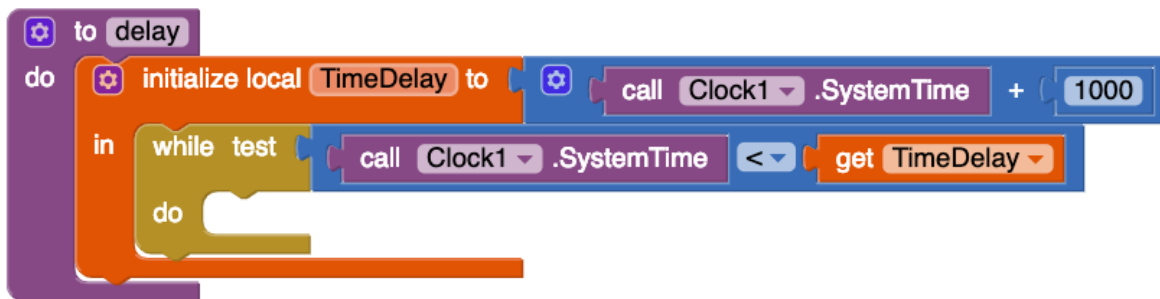 to delay
do initialize local TimeDelay to call Clock1 .SystemTime + 1000
in while test call Clock1 .SystemTime < get TimeDelay
do